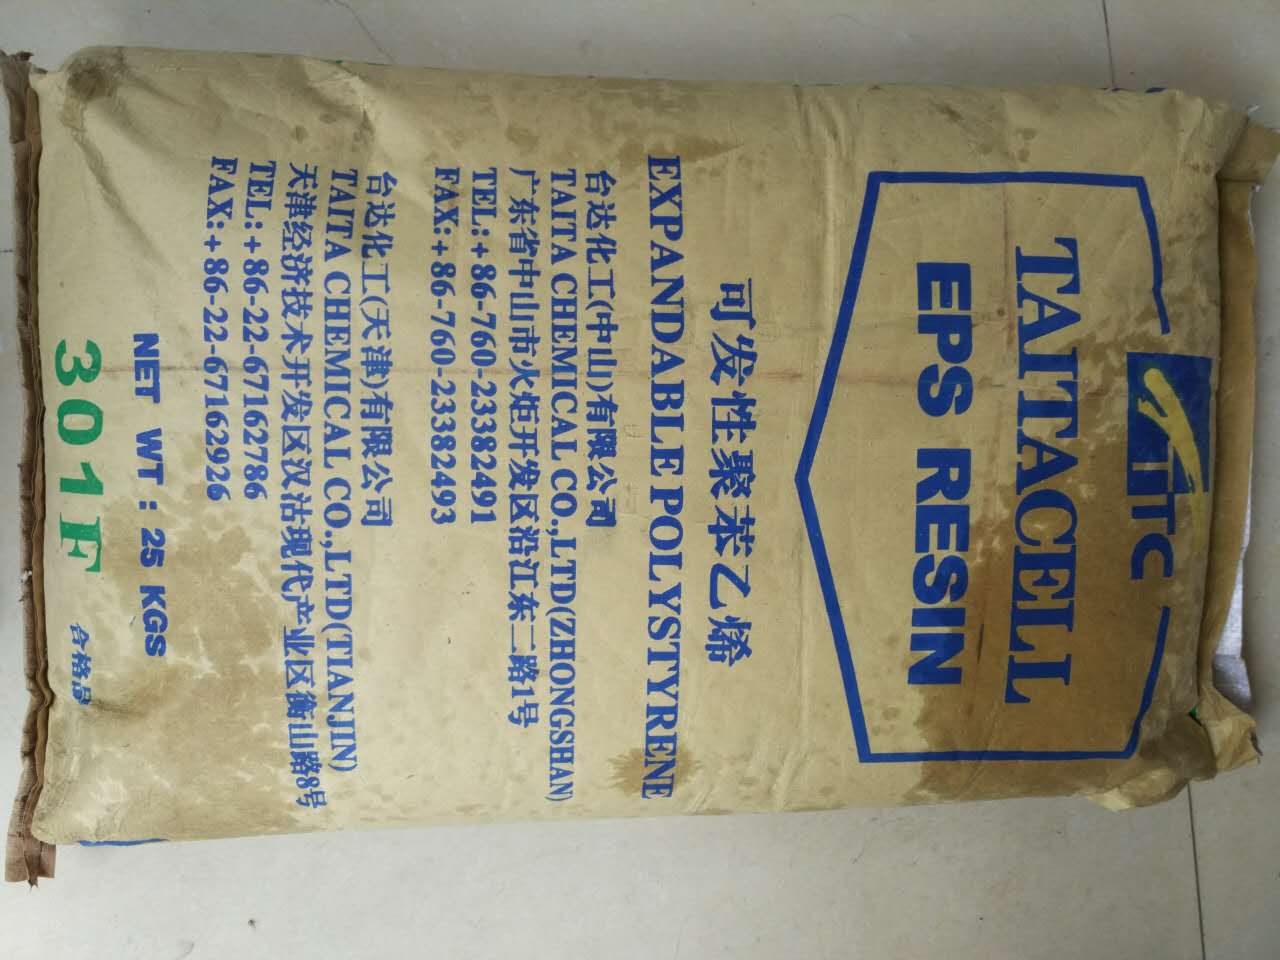 TTC
TAITACELL
EPS RESIN
可发性聚苯乙烯
EXPANDABLE POLYSTYRENE
台达化工(中山)有限公司
TAITA CHEMICAL CO.,LTD(ZHONGSHAN)
广东省中山市火炬开发区沿江东二路1号
TEL:+86-760-23382491
FAX:+86-760-23382493
台达化工(天津)有限公司
TAITA CHEMICAL CO.,LTD(TIANJIN)
天津经济技术开发区汉沽现代产业区衡山路8号
TEL:+86-22-67162786
FAX:+86-22-67162926
NET WT : 25 KGS
301F 合格品